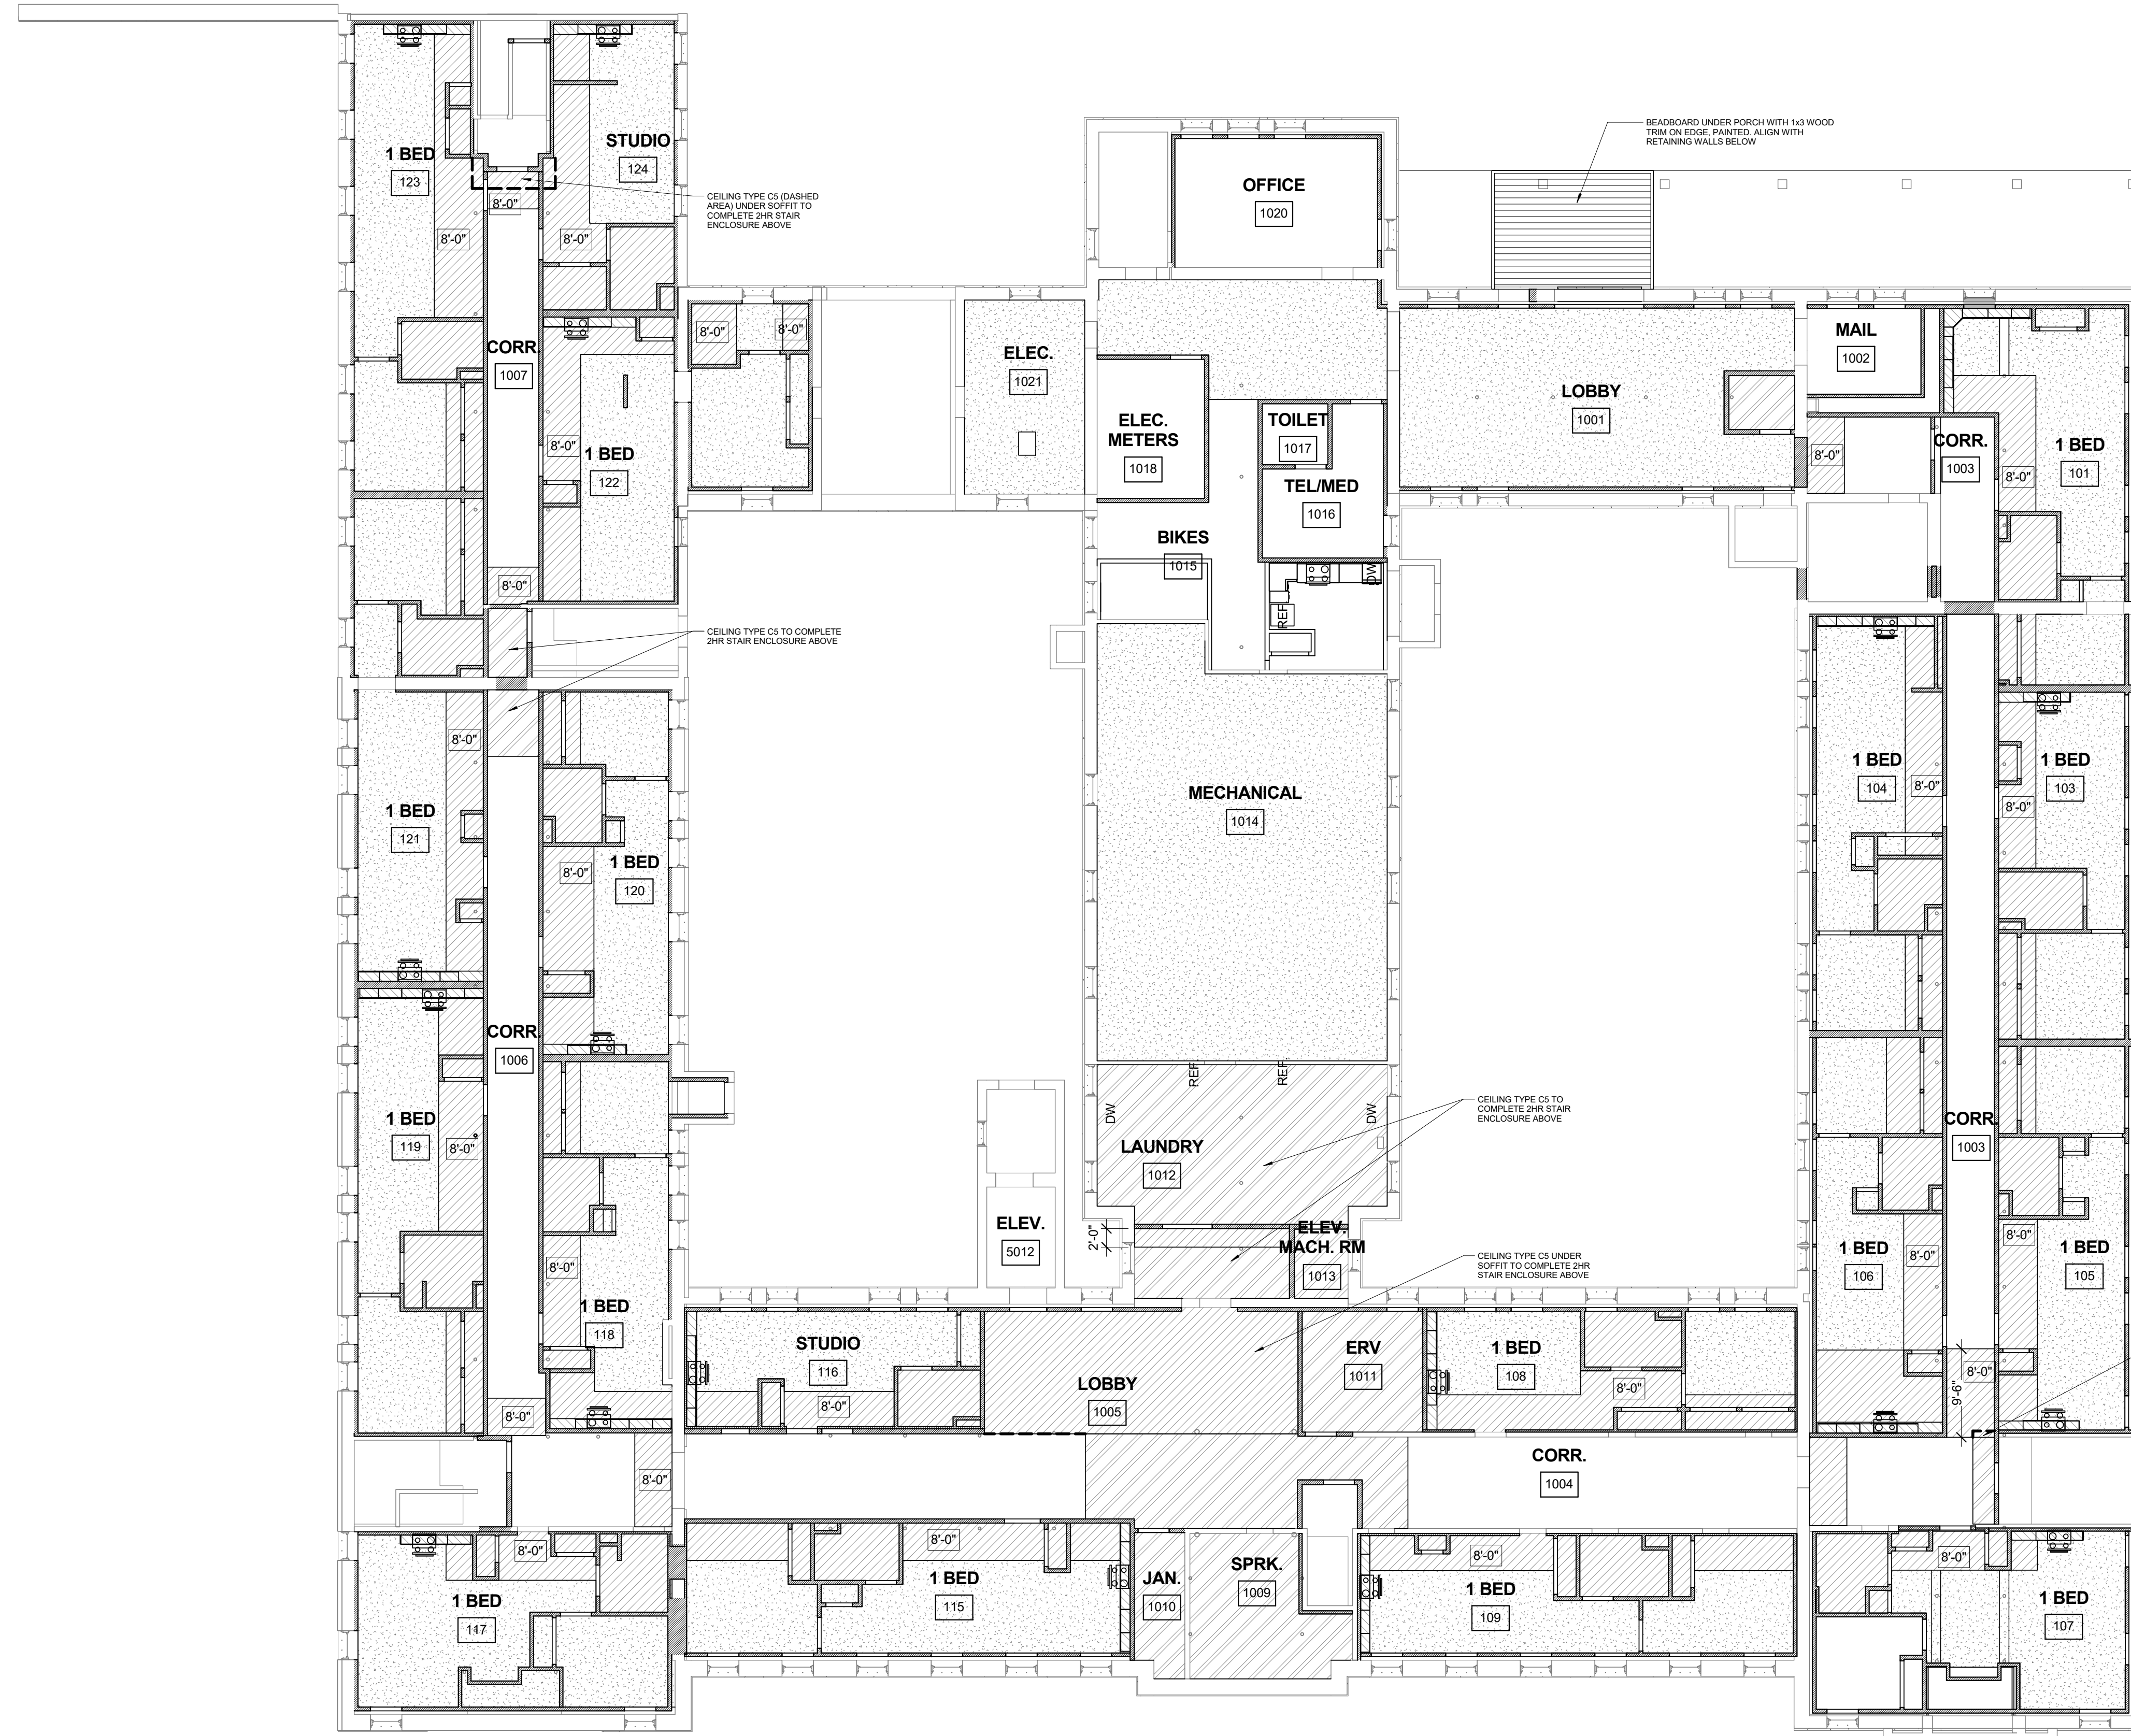 BEADBOARD UNDER PORCH WITH 1x3 WOOD
TRIM ON EDGE, PAINTED. ALIGN WITH
RETAINING WALLS BELOW
1 BED
123
STUDIO
124
8'-0"
8'-0"
8'-0"
CEILING TYPE C5 (DASHED
AREA) UNDER SOFFIT TO
COMPLETE 2HR STAIR
ENCLOSURE ABOVE
OFFICE
1020
CORR.
1007
8'-0"
8'-0"
ELEC.
1021
LOBBY
1001
MAIL
1002
8'-0"
1 BED
122
ELEC.
METERS
1018
TOILET
1017
TEL/MED
1016
8'-0"
CORR.
1003
8'-0"
1 BED
101
BIKES
1015
DW
REF
8'-0"
CEILING TYPE C5 TO COMPLETE
2HR STAIR ENCLOSURE ABOVE
8'-0"
1 BED
121
MECHANICAL
1014
1 BED
104
8'-0"
1 BED
103
8'-0"
8'-0"
1 BED
120
CORR.
1006
REF
REF
DW
DW
CEILING TYPE C5 TO
COMPLETE 2HR STAIR
ENCLOSURE ABOVE
1 BED
119
8'-0"
LAUNDRY
1012
CORR.
1003
ELEV.
5012
2'-0"
ELEV.
MACH. RM
1013
CEILING TYPE C5 UNDER
SOFFIT TO COMPLETE 2HR
STAIR ENCLOSURE ABOVE
8'-0"
1 BED
118
1 BED
106
8'-0"
8'-0"
1 BED
105
STUDIO
116
8'-0"
LOBBY
1005
ERV
1011
1 BED
108
8'-0"
8'-0"
9'-6"
8'-0"
8'-0"
CORR.
1004
8'-0"
1 BED
117
8'-0"
1 BED
115
JAN.
1010
SPRK.
1009
8'-0"
1 BED
109
8'-0"
1 BED
107